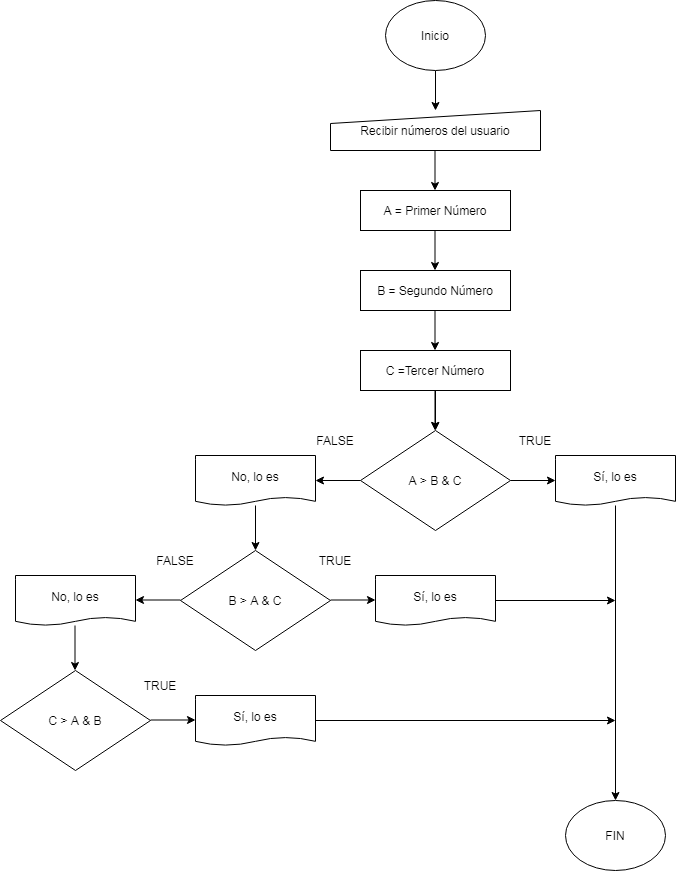 Inicio
Recibir números del usuario
A = Primer Número
B = Segundo Número
C =Tercer Número
FALSE
TRUE
No, lo es
A > B & C
Sí, lo es
FALSE
TRUE
No, lo es
B > A & C
Sí, lo es
TRUE
C > A & B
Sí, lo es
FIN